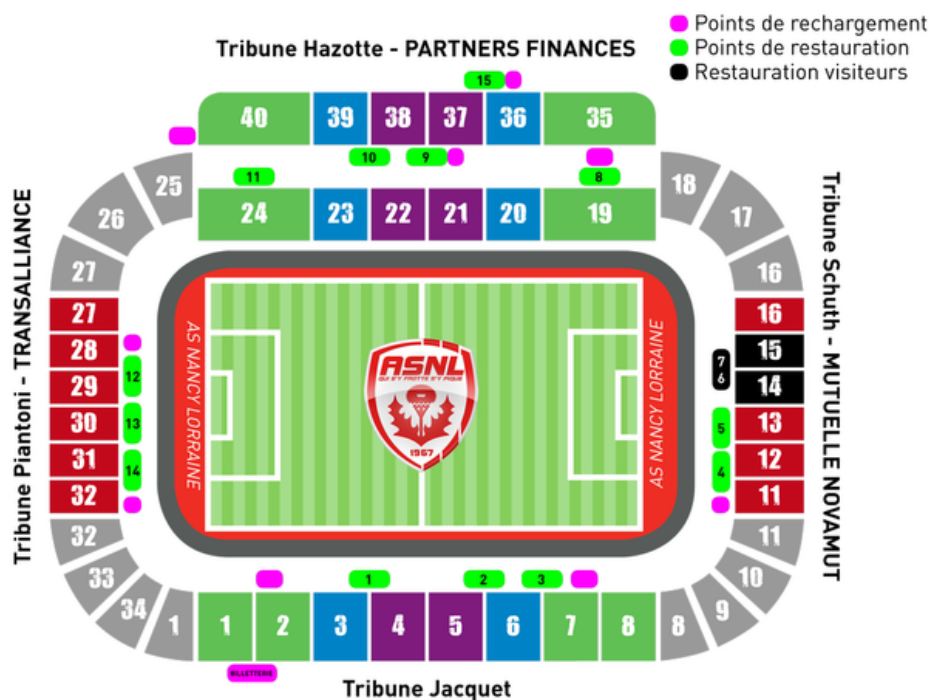 Points de rechargement
Points de restauration
Restauration visiteurs
Tribune Hazotte - PARTNERS FINANCES
15
40 39 38 37 36 35
10 9
11 8
25 24 23 22 21 20 19 18
26 17
27 16
Tribune Piantoni - TRANSALLIANCE
Tribune Schuth - MUTUELLE NOVAMUT
27 16
28 15
29 14
30 13
31 12
32 11
12
13
14
7
6
5
4
AS NANCY LORRAINE
ASNL
QUI S'Y FROTTE S'Y PIQUE
1967
AS NANCY LORRAINE
32 11
33 10
34 9
1 2 3
1 1 2 3 4 5 6 7 8 8
BILLETTERIE
Tribune Jacquet